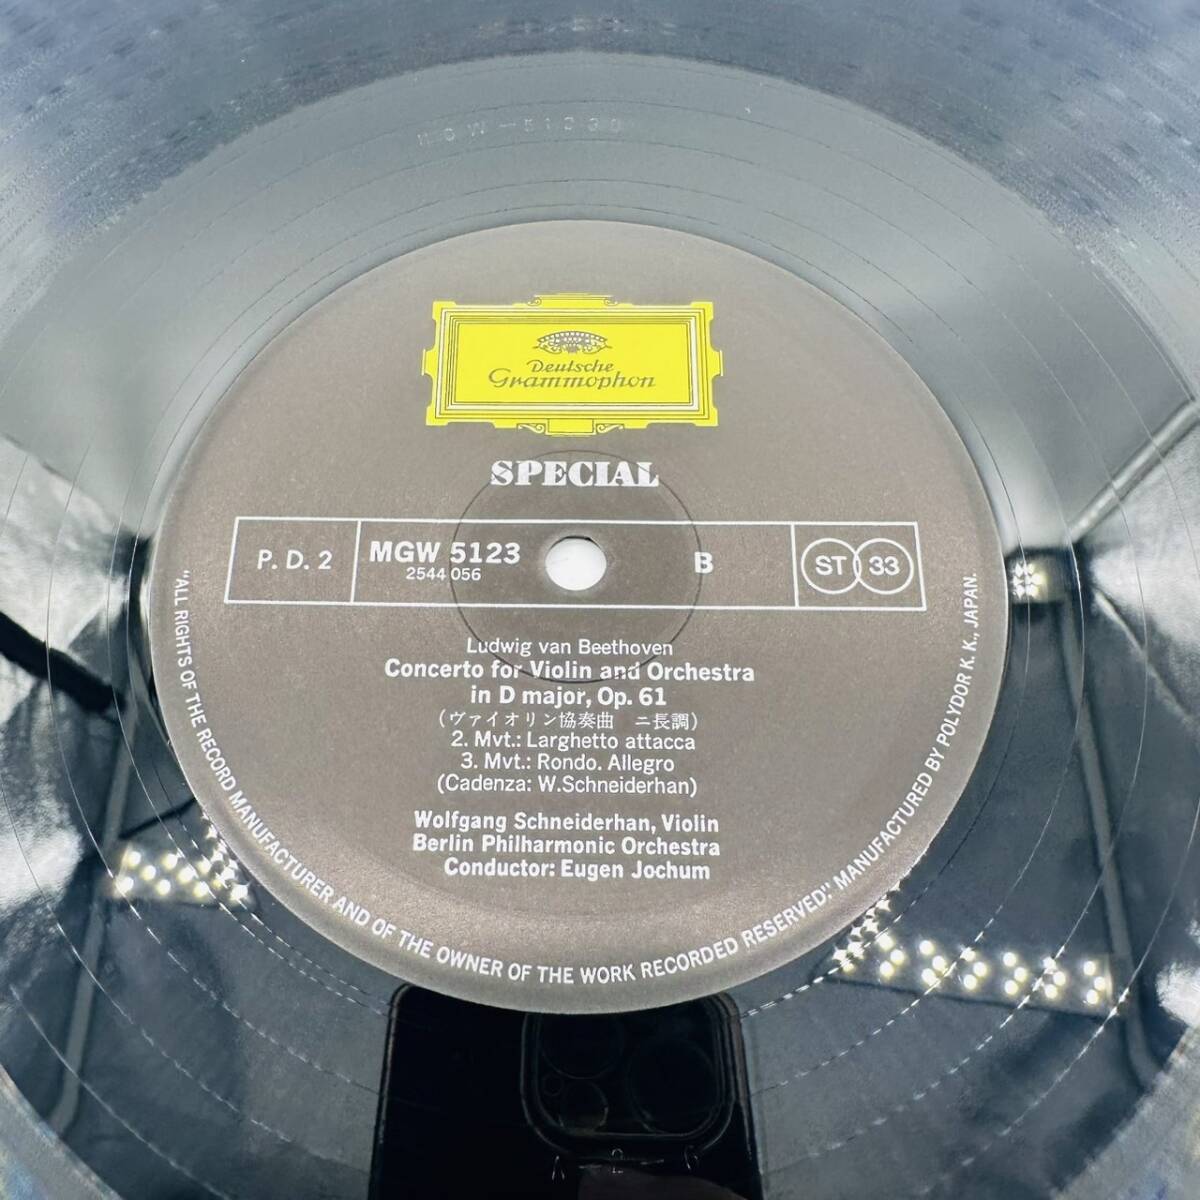 Deutsche
Grammophon
SPECIAL
P. D. 2
MGW 5123
2544 056
B
ST 33
Ludwig van Beethoven
Concerto for Violin and Orchestra
in D major, Op. 61
(ヴァイオリン協奏曲 ニ長調)
2. Mvt.: Larghetto attacca
3. Mvt.: Rondo. Allegro
(Cadenza: W.Schneiderhan)
Wolfgang Schneiderhan, Violin
Berlin Philharmonic Orchestra
Conductor: Eugen Jochum
"ALL RIGHTS OF THE RECORD MANUFACTURER AND OF THE OWNER OF THE WORK RECORDED RESERVED." MANUFACTURED BY POLYDOR K. K., JAPAN.